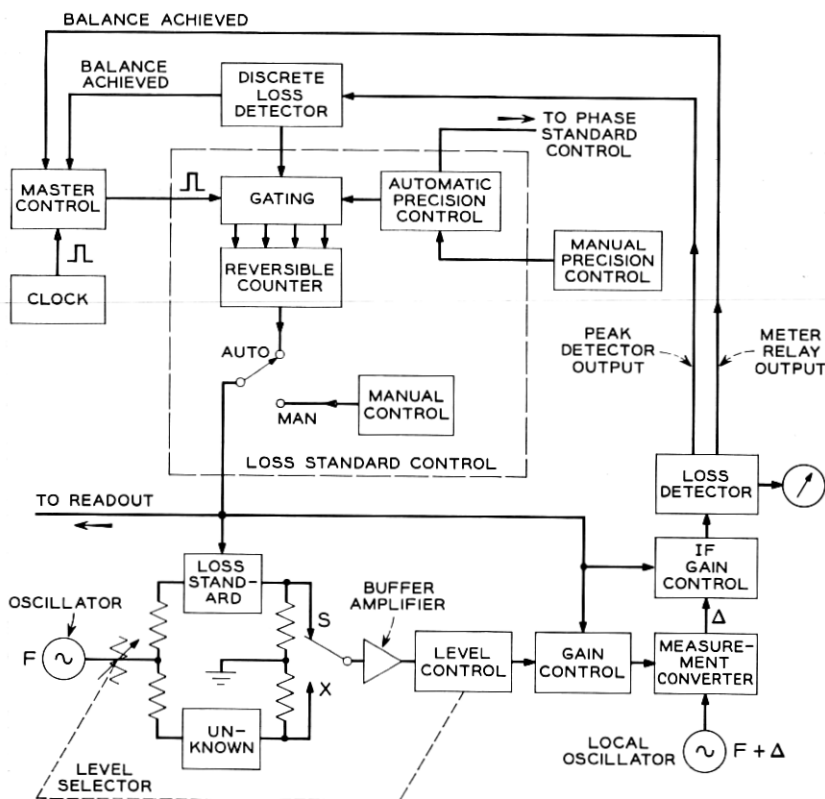 BALANCE ACHIEVED
BALANCE
ACHIEVED
DISCRETE
LOSS
DETECTOR
TO PHASE
STANDARD
CONTROL
MASTER
CONTROL
GATING
AUTOMATIC
PRECISION
CONTROL
MANUAL
PRECISION
CONTROL
CLOCK
REVERSIBLE
COUNTER
AUTO
MAN
MANUAL
CONTROL
PEAK
DETECTOR
OUTPUT
METER
RELAY
OUTPUT
LOSS STANDARD CONTROL
LOSS
DETECTOR
TO READOUT
IF
GAIN
CONTROL
LOSS
STAND-
ARD
BUFFER
AMPLIFIER
OSCILLATOR
F
S
X
Δ
LEVEL
CONTROL
GAIN
CONTROL
MEASURE-
MENT
CONVERTER
UN-
KNOWN
LEVEL
SELECTOR
LOCAL
OSCILLATOR
F + Δ